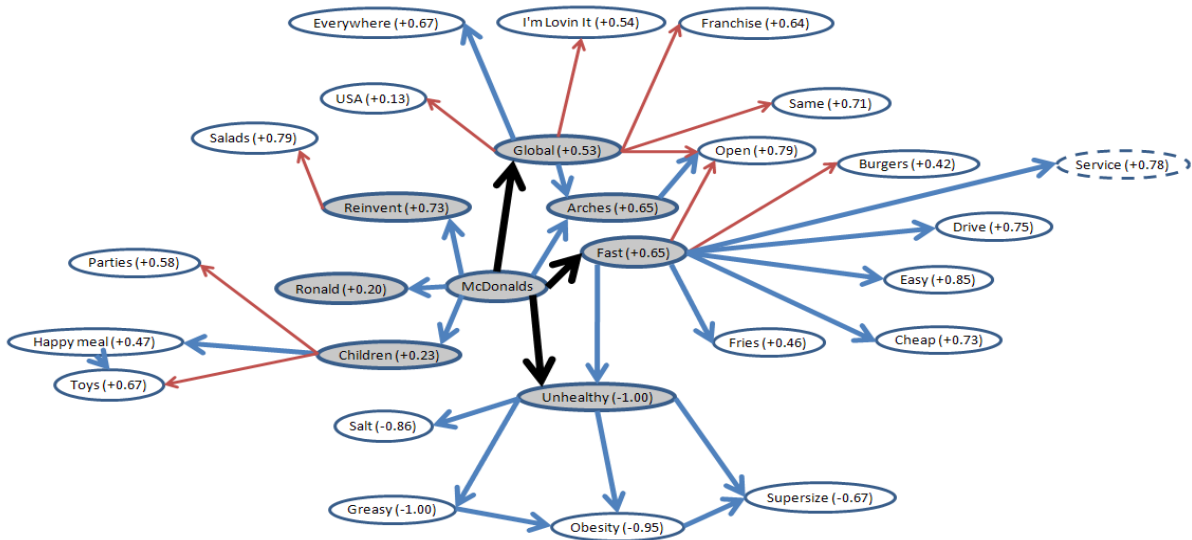 Everywhere (+0.67)
I'm Lovin It (+0.54)
Franchise (+0.64)
USA (+0.13)
Same (+0.71)
Salads (+0.79)
Global (+0.53)
Open (+0.79)
Burgers (+0.42)
Service (+0.78)
Reinvent (+0.73)
Arches (+0.65)
Drive (+0.75)
Fast (+0.65)
Parties (+0.58)
Ronald (+0.20)
McDonalds
Easy (+0.85)
Happy meal (+0.47)
Children (+0.23)
Fries (+0.46)
Cheap (+0.73)
Toys (+0.67)
Unhealthy (-1.00)
Salt (-0.86)
Supersize (-0.67)
Greasy (-1.00)
Obesity (-0.95)